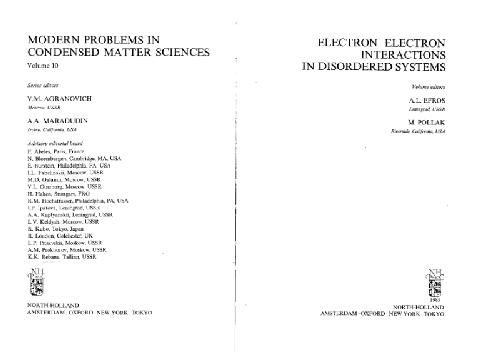 MODERN PROBLEMS IN
CONDENSED MATTER SCIENCES
Volume 10
Series editors
V.M. AGRANOVICH
Moscow, USSR
A.A. MARADUDIN
Irvine, California, USA
Advisory editorial board
F. Abeles, Paris, France
N. Bloembergen, Cambridge, MA, USA
E. Burstein, Philadelphia, PA, USA
I.L. Fabelinskii, Moscow, USSR
M.D. Galanin, Moscow, USSR
V.L. Ginzburg, Moscow, USSR
H. Haken, Stuttgart, FRG
R.M. Hochstrasser, Philadelphia, PA, USA
I.P. Ipatova, Leningrad, USSR
A.A. Kaplyanskii, Leningrad, USSR
L.V. Keldysh, Moscow, USSR
R. Kubo, Tokyo, Japan
R. Loudon, Colchester, UK
L.P. Pitaevskii, Moscow, USSR
A.M. Prokhorov, Moscow, USSR
K.K. Rebane, Tallinn, USSR
NH
NORTH-HOLLAND
AMSTERDAM OXFORD NEW YORK TOKYO
ELECTRON ELECTRON
INTERACTIONS
IN DISORDERED SYSTEMS
Volume editors
A.L. EFROS
Leningrad, USSR
M. POLLAK
Riverside, California, USA
NH
1985
NORTH-HOLLAND
AMSTERDAM OXFORD NEW YORK TOKYO